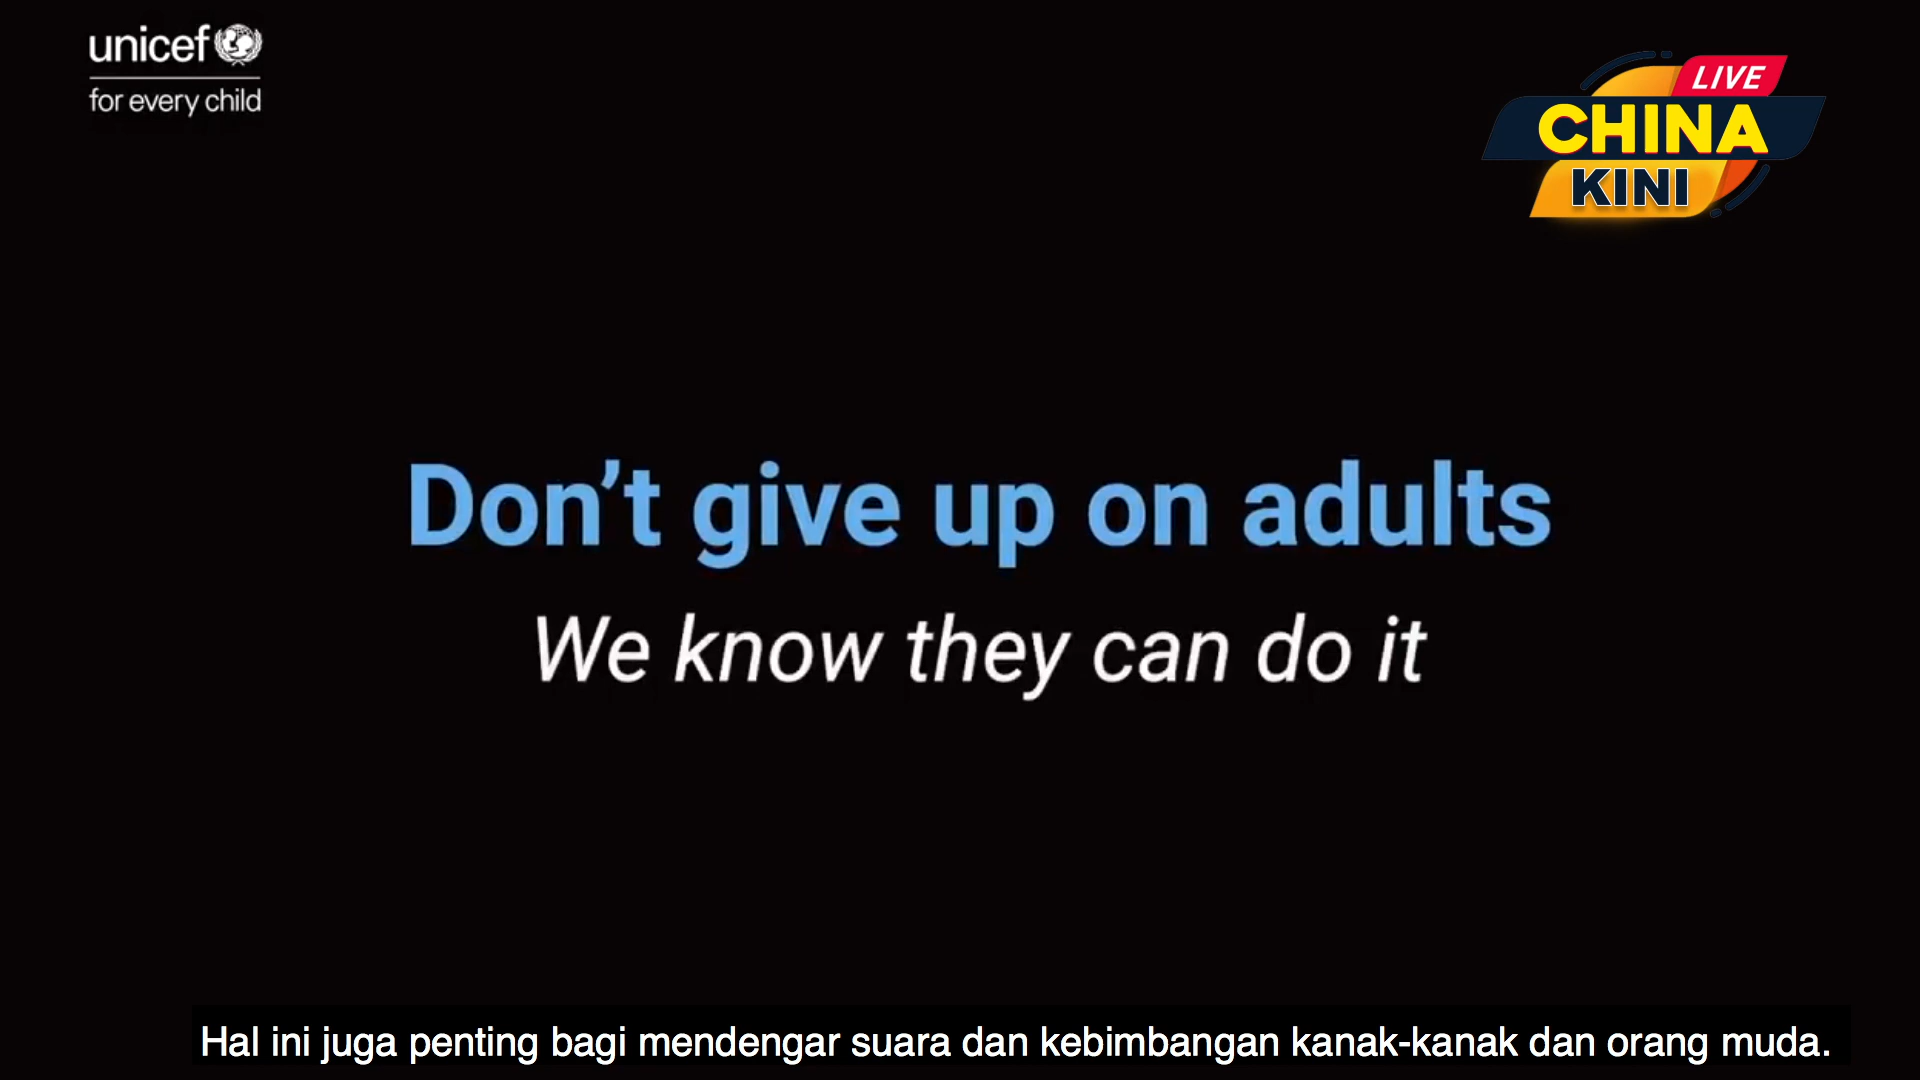 unicef
for every child
LIVE
CHINA
KINI
Don’t give up on adults
We know they can do it
Hal ini juga penting bagi mendengar suara dan kebimbangan kanak-kanak dan orang muda.